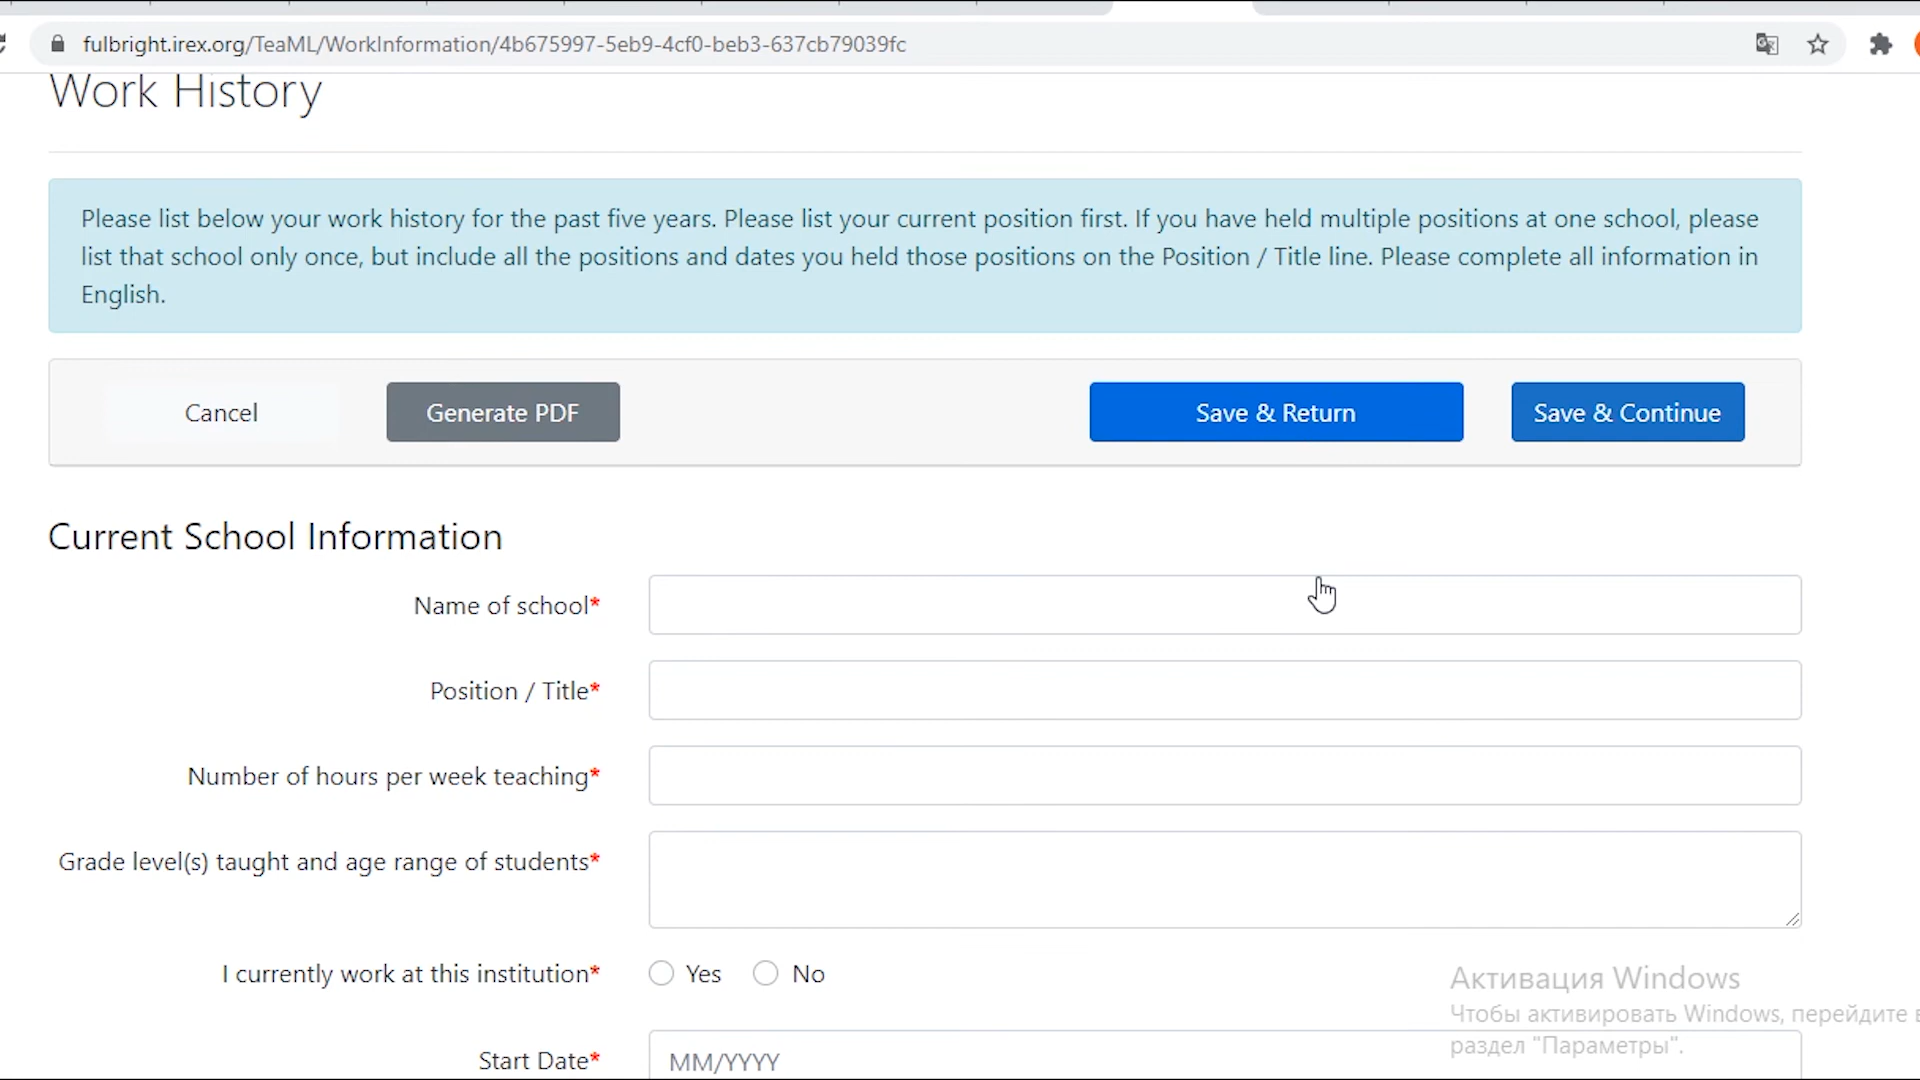 fulbright.irex.org/TeaML/WorkInformation/4b675997-5eb9-4cf0-beb3-637cb79039fc
Work History
Please list below your work history for the past five years. Please list your current position first. If you have held multiple positions at one school, please
list that school only once, but include all the positions and dates you held those positions on the Position / Title line. Please complete all information in
English.
Cancel
Generate PDF
Save & Return
Save & Continue
Current School Information
Name of school*
Position / Title*
Number of hours per week teaching*
Grade level(s) taught and age range of students*
I currently work at this institution*
Yes
No
Start Date*
MM/YYYY
Активация Windows
Чтобы активировать Windows, перейдите в
раздел "Параметры".